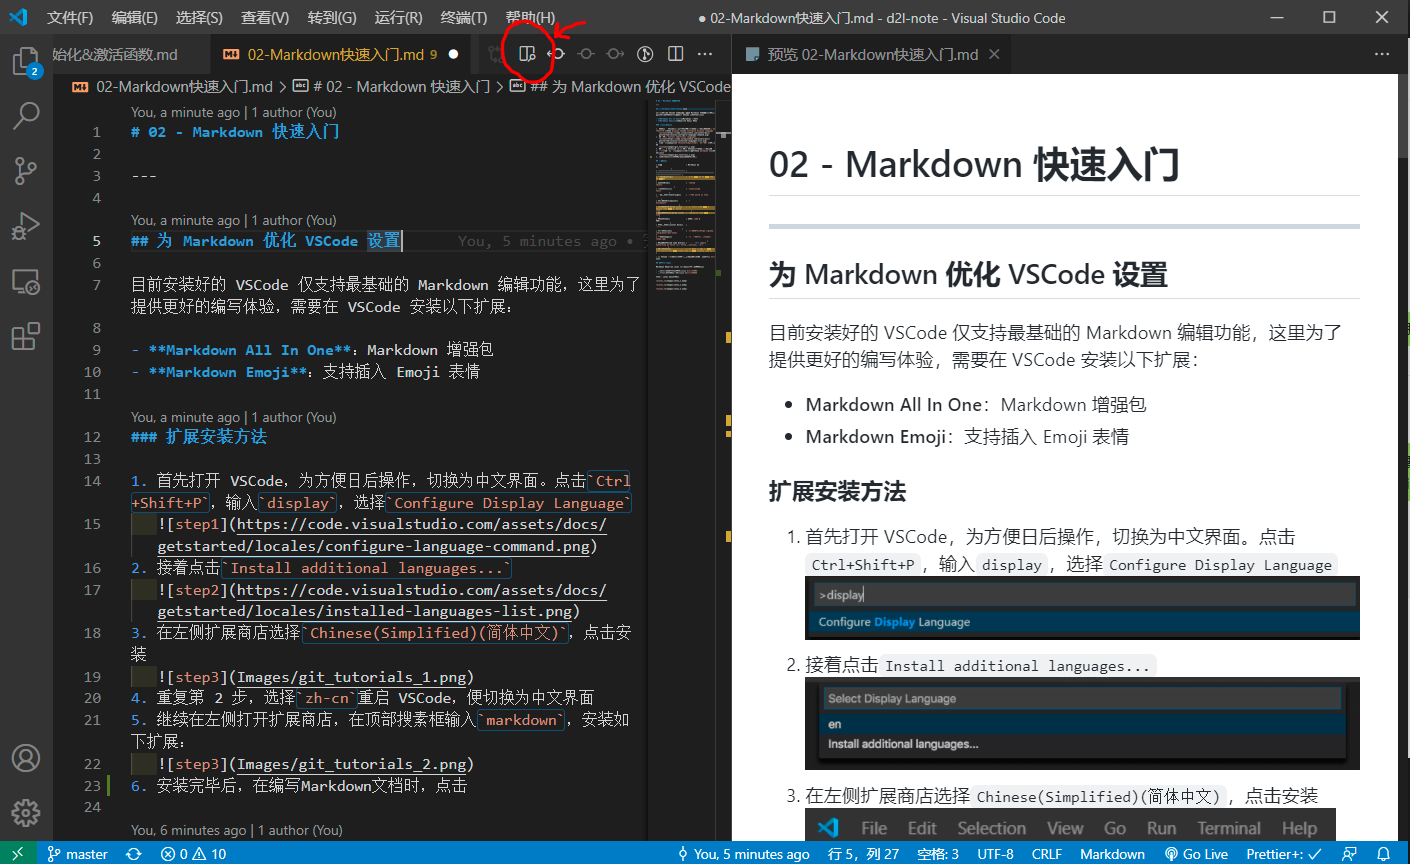 文件(F) 编辑(E) 选择(S) 查看(V) 转到(G) 运行(R) 终端(T) 帮助(H) ● 02-Markdown快速入门.md - d2l-note - Visual Studio Code
始化&激活函数.md 02-Markdown快速入门.md 9 预览 02-Markdown快速入门.md
02-Markdown快速入门.md > # 02 - Markdown 快速入门 > ## 为 Markdown 优化 VSCode
2
You, a minute ago | 1 author (You)
1 # 02 - Markdown 快速入门
2
3 ---
4
You, a minute ago | 1 author (You)
5 ## 为 Markdown 优化 VSCode 设置 You, 5 minutes ago •
6
7 目前安装好的 VSCode 仅支持最基础的 Markdown 编辑功能，这里为了
提供更好的编写体验，需要在 VSCode 安装以下扩展：
8
9 - **Markdown All In One**：Markdown 增强包
10 - **Markdown Emoji**：支持插入 Emoji 表情
11
You, a minute ago | 1 author (You)
12 ### 扩展安装方法
13
14 1. 首先打开 VSCode，为方便日后操作，切换为中文界面。点击`Ctrl
+Shift+P`，输入`display`，选择`Configure Display Language`
15 ![step1](https://code.visualstudio.com/assets/docs/
getstarted/locales/configure-language-command.png)
16 2. 接着点击`Install additional languages...`
17 ![step2](https://code.visualstudio.com/assets/docs/
getstarted/locales/installed-languages-list.png)
18 3. 在左侧扩展商店选择`Chinese(Simplified)(简体中文)`，点击安
装
19 ![step3](Images/git_tutorials_1.png)
20 4. 重复第 2 步，选择`zh-cn`重启 VSCode，便切换为中文界面
21 5. 继续在左侧打开扩展商店，在顶部搜素框输入`markdown`，安装如
下扩展：
22 ![step3](Images/git_tutorials_2.png)
23 6. 安装完毕后，在编写Markdown文档时，点击
24
You, 6 minutes ago | 1 author (You)
02 - Markdown 快速入门
为 Markdown 优化 VSCode 设置
目前安装好的 VSCode 仅支持最基础的 Markdown 编辑功能，这里为了
提供更好的编写体验，需要在 VSCode 安装以下扩展：
• Markdown All In One：Markdown 增强包
• Markdown Emoji：支持插入 Emoji 表情
扩展安装方法
1. 首先打开 VSCode，为方便日后操作，切换为中文界面。点击
Ctrl+Shift+P ，输入 display ，选择 Configure Display Language
>display
Configure Display Language
2. 接着点击 Install additional languages...
Select Display Language
en
Install additional languages...
3. 在左侧扩展商店选择 Chinese(Simplified)(简体中文) ，点击安装
File Edit Selection View Go Run Terminal Help
master 0 10 You, 5 minutes ago 行 5，列 27 空格: 3 UTF-8 CRLF Markdown Go Live Prettier+: